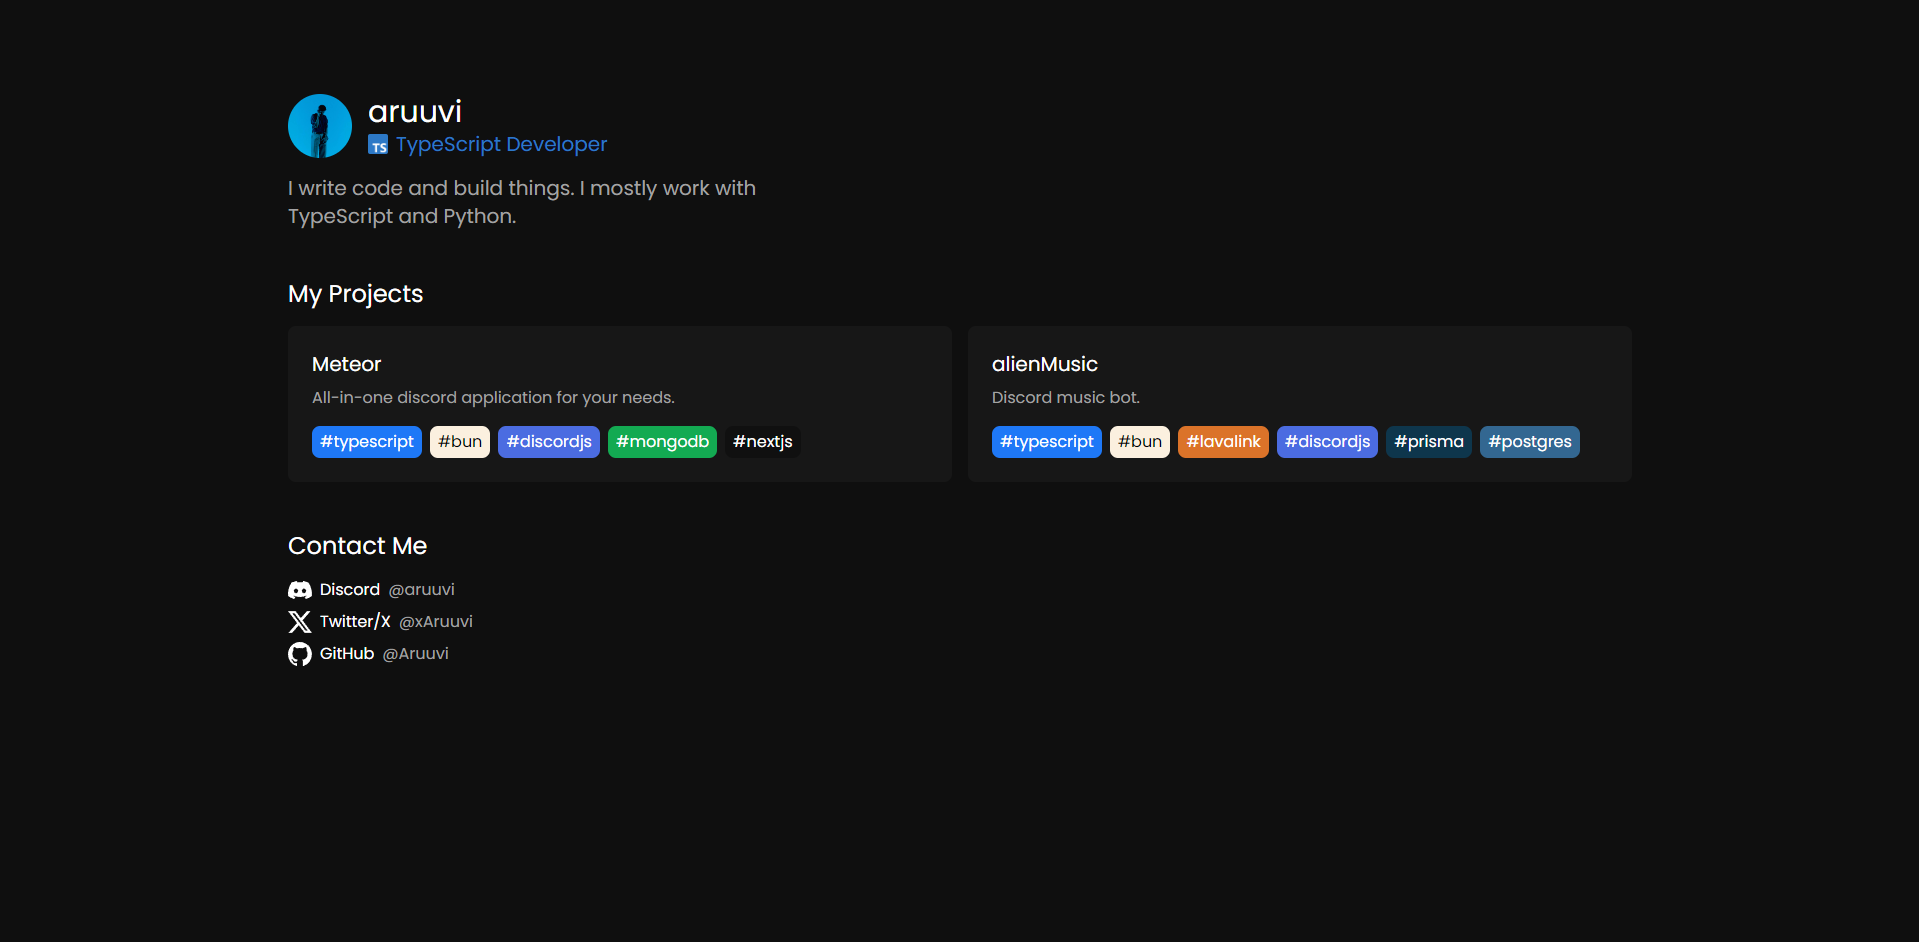 aruuvi
TS TypeScript Developer
I write code and build things. I mostly work with
TypeScript and Python.
My Projects
Meteor
All-in-one discord application for your needs.
#typescript #bun #discordjs #mongodb #nextjs
alienMusic
Discord music bot.
#typescript #bun #lavalink #discordjs #prisma #postgres
Contact Me
Discord @aruuvi
Twitter/X @xAruuvi
GitHub @Aruuvi